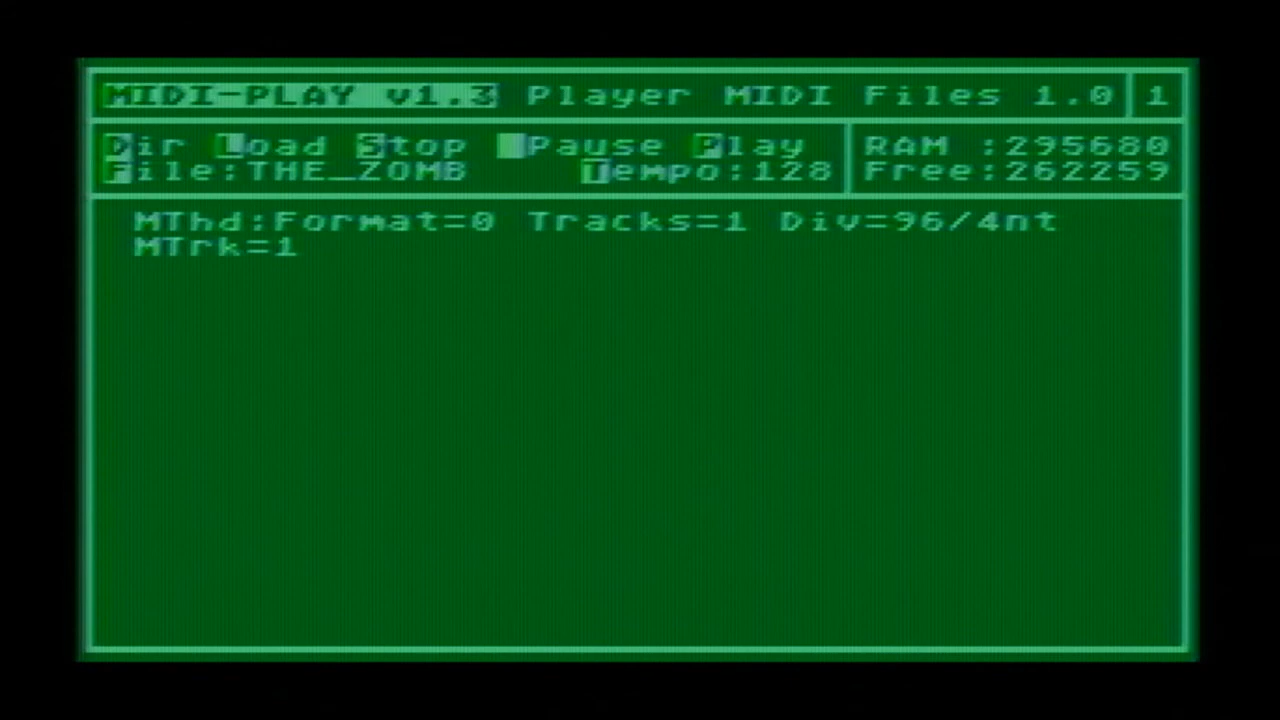 MIDI-PLAY v1.3 Player MIDI Files 1.0 1
Dir Load Stop Pause Play RAM :295680
File:THE_ZOMB Tempo:128 Free:262259
MThd:Format=0 Tracks=1 Div=96/4nt
MTrk=1